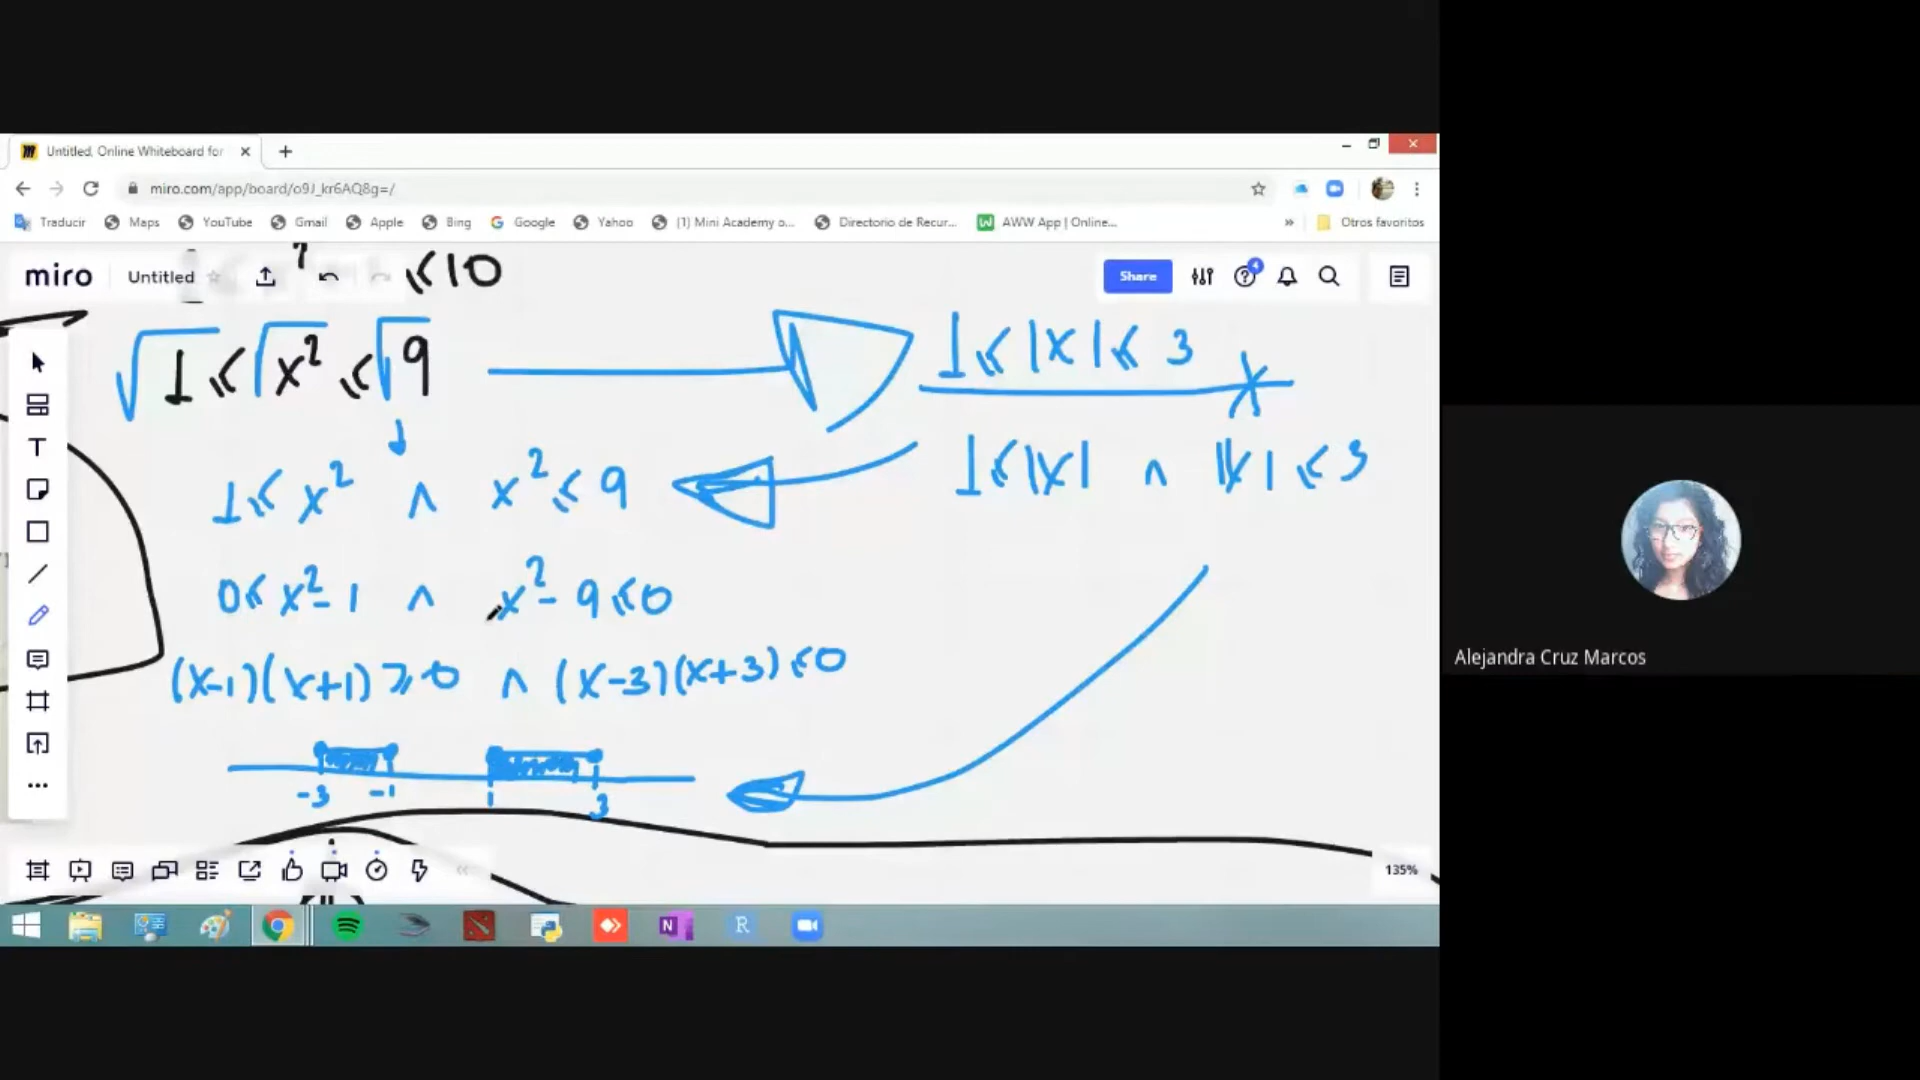 Untitled, Online Whiteboard for
miro.com/app/board/o9J_kr6AQ8g=/
Traducir Maps YouTube Gmail Apple Bing Google Yahoo (1) Mini Academy o... Directorio de Recur... AWW App | Online... » Otros favoritos
miro Untitled ⩽10 Share 4
√1 ⩽ √x² ⩽ √9
1 ⩽ |x| ⩽ 3
1 ⩽ |x| ∧ |x| ⩽ 3
1 ⩽ x² ∧ x² ⩽ 9
0 ⩽ x² - 1 ∧ x² - 9 ⩽ 0
(x-1)(x+1) ⩾ 0 ∧ (x-3)(x+3) ⩽ 0
-3 -1 1 3
135%
Alejandra Cruz Marcos